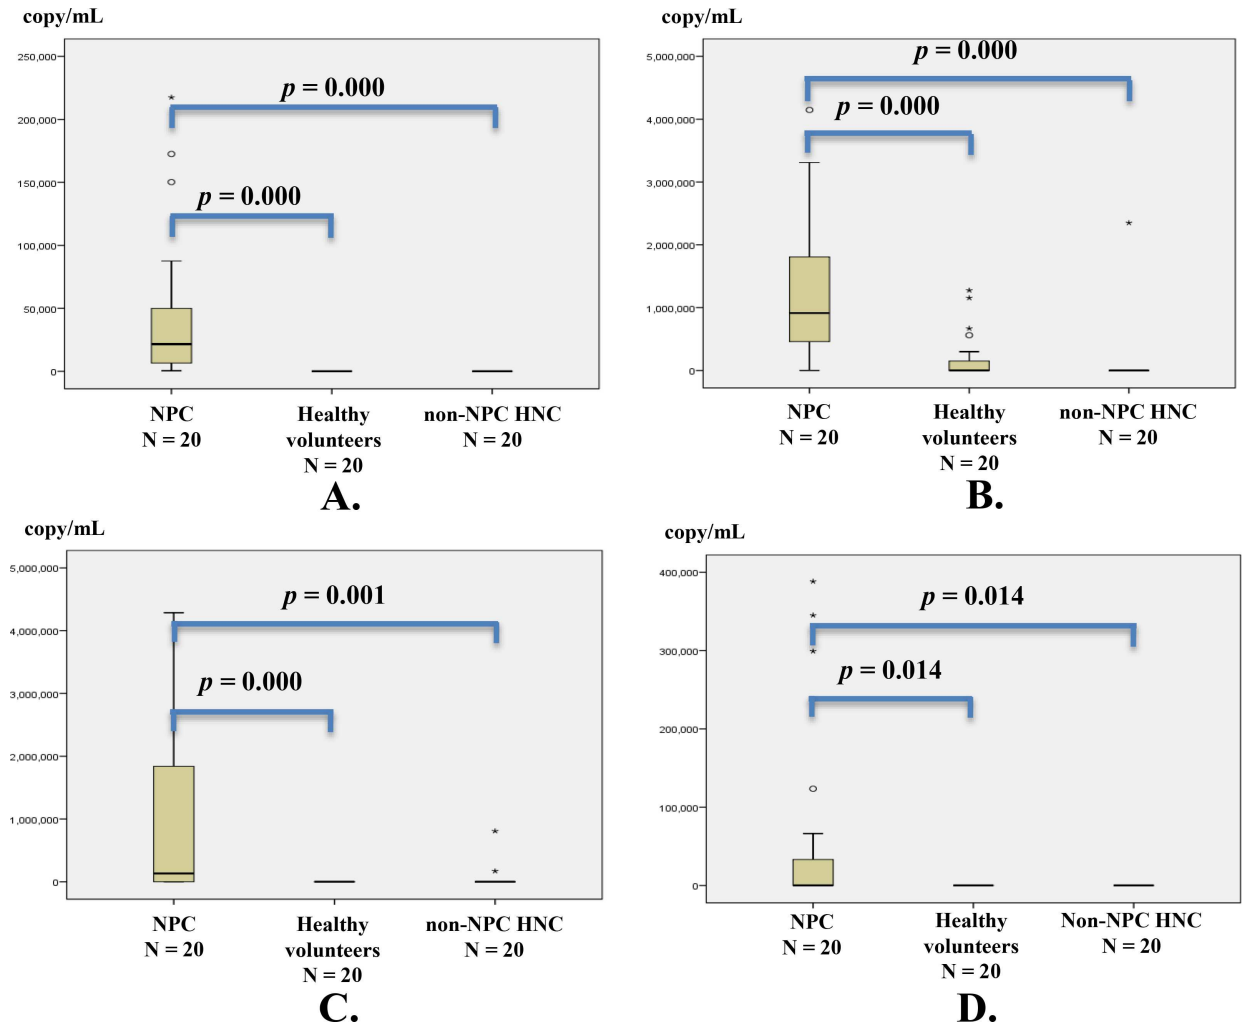 copy/mL
250,000
200,000
150,000
100,000
50,000
0
p = 0.000
p = 0.000
NPC
N = 20
Healthy
volunteers
N = 20
non-NPC HNC
N = 20
A.
copy/mL
5,000,000
4,000,000
3,000,000
2,000,000
1,000,000
0
p = 0.000
p = 0.000
NPC
N = 20
Healthy
volunteers
N = 20
non-NPC HNC
N = 20
B.
copy/mL
5,000,000
4,000,000
3,000,000
2,000,000
1,000,000
0
p = 0.001
p = 0.000
NPC
N = 20
Healthy
volunteers
N = 20
non-NPC HNC
N = 20
C.
copy/mL
400,000
300,000
200,000
100,000
0
p = 0.014
p = 0.014
NPC
N = 20
Healthy
volunteers
N = 20
Non-NPC HNC
N = 20
D.